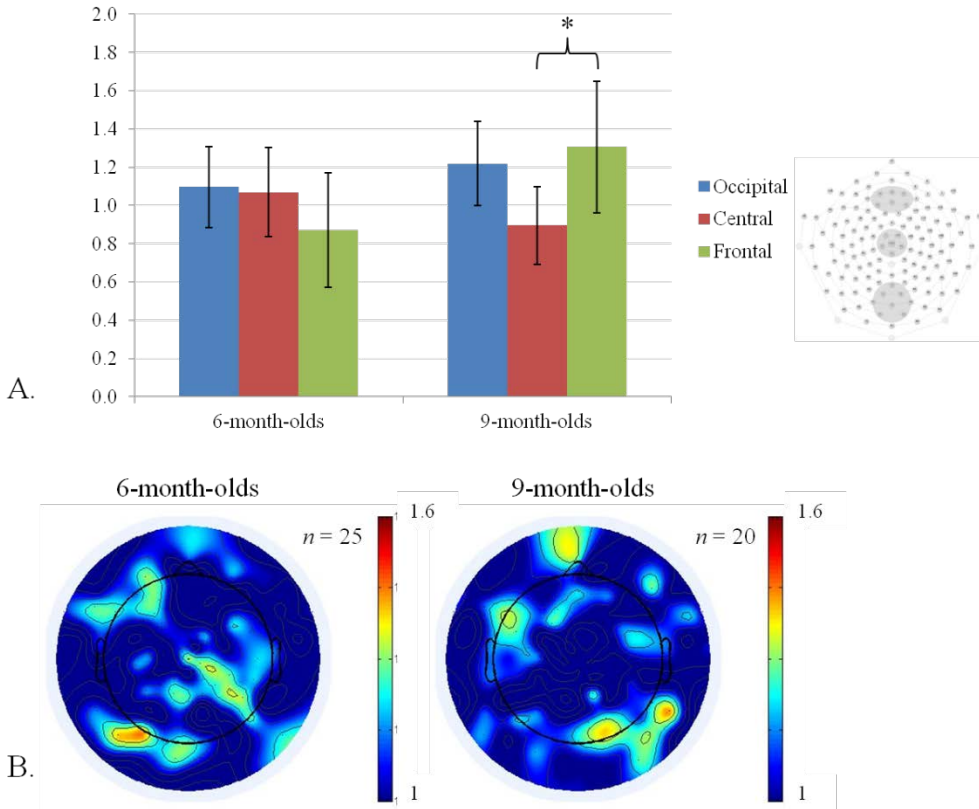 2.0
1.8
1.6
1.4
1.2
1.0
0.8
0.6
0.4
0.2
0.0
*
Occipital
Central
Frontal
6-month-olds
9-month-olds
A.
6-month-olds
9-month-olds
n = 25
1.6
1
n = 20
1.6
1
B.